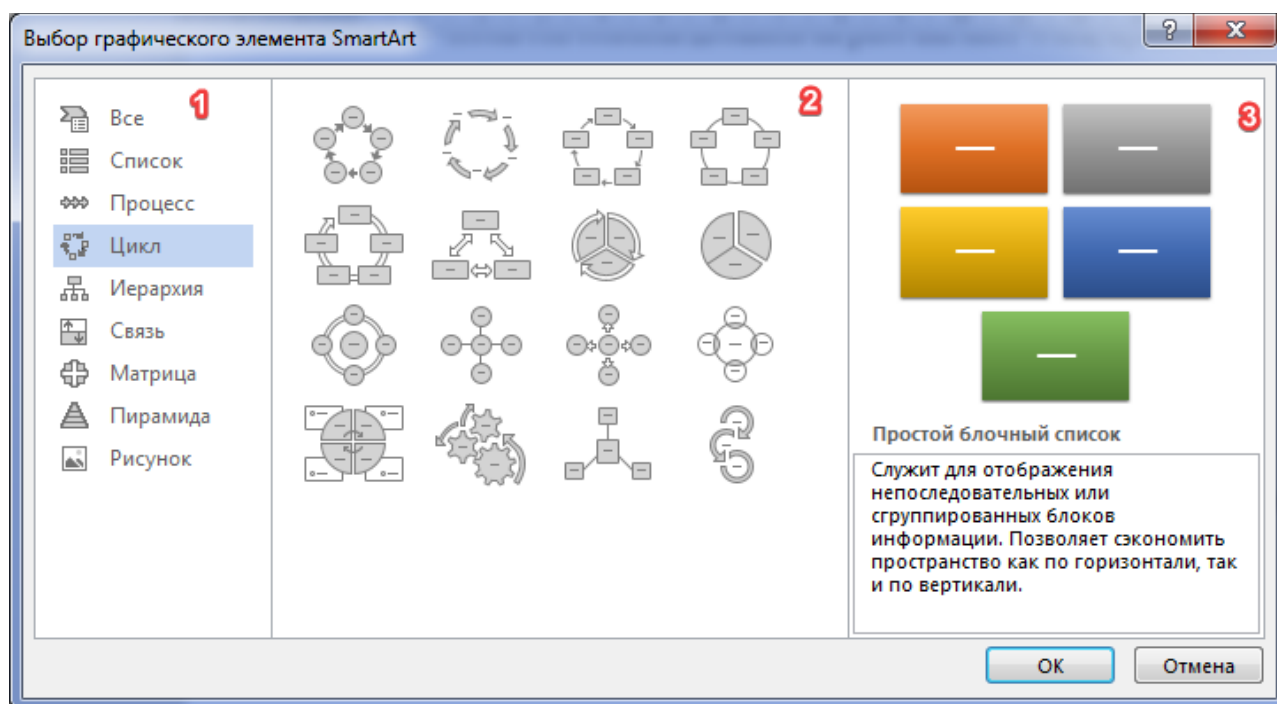 Выбор графического элемента SmartArt
?
x
1
Все
Список
Процесс
Цикл
Иерархия
Связь
Матрица
Пирамида
Рисунок
2
3
Простой блочный список
Служит для отображения
непоследовательных или
сгруппированных блоков
информации. Позволяет сэкономить
пространство как по горизонтали, так
и по вертикали.
ОК
Отмена